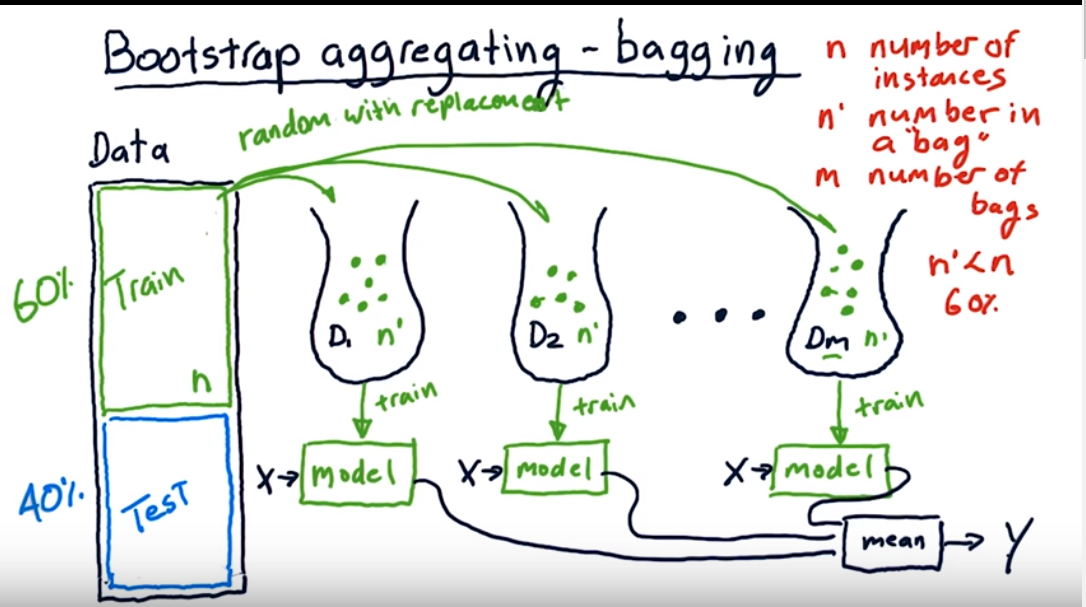 Bootstrap aggregating - bagging
random with replacement
n number of
instances
n' number in
a "bag"
m number of
bags
n'<n
60%
Data
60%
Train
n
40%
Test
D1 n'
D2 n'
...
Dm n'
train
train
train
X→ model
X→ model
X→ model
mean → Y